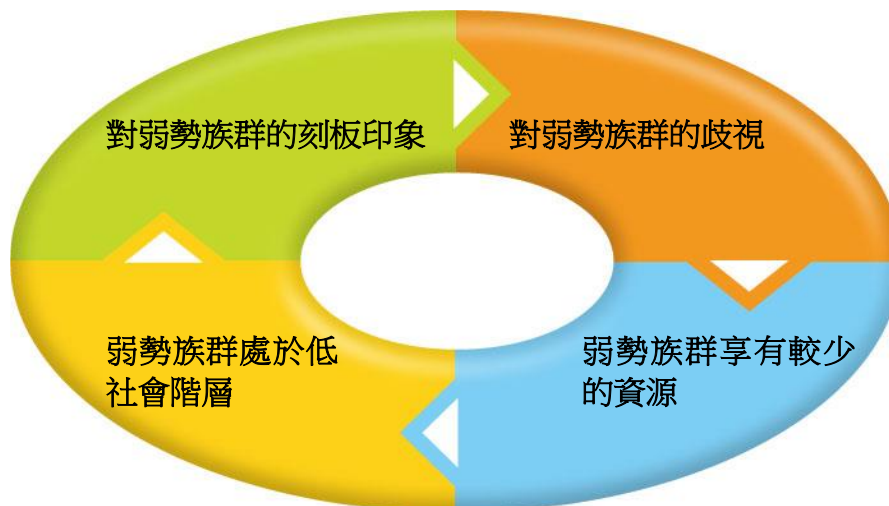 對弱勢族群的刻板印象
對弱勢族群的歧視
弱勢族群處於低
社會階層
弱勢族群享有較少
的資源